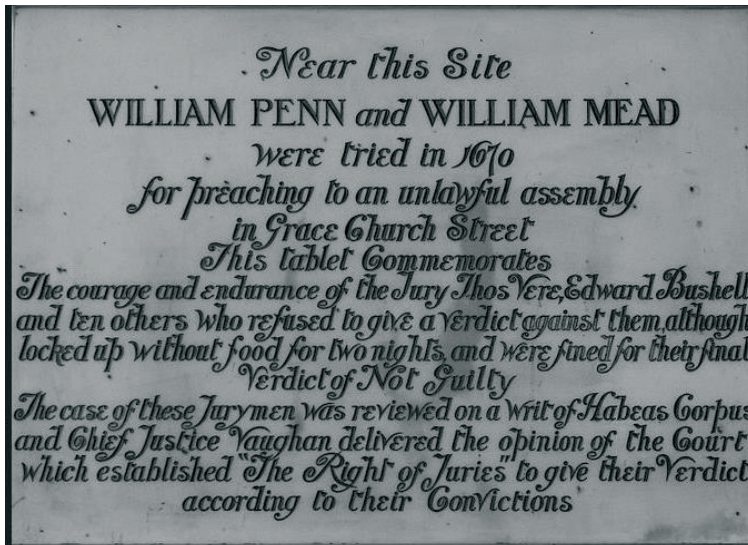 Near this Site
WILLIAM PENN and WILLIAM MEAD
were tried in 1670
for preaching to an unlawful assembly
in Grace Church Street
This tablet Commemorates
The courage and endurance of the Jury Thos Vere, Edward Bushell
and ten others who refused to give a verdict against them, although
locked up without food for two nights, and were fined for their final
Verdict of Not Guilty
The case of these Jurymen was reviewed on a writ of Habeas Corpus
and Chief Justice Vaughan delivered the opinion of the Court
which established "The Right of Juries" to give their Verdict
according to their Convictions